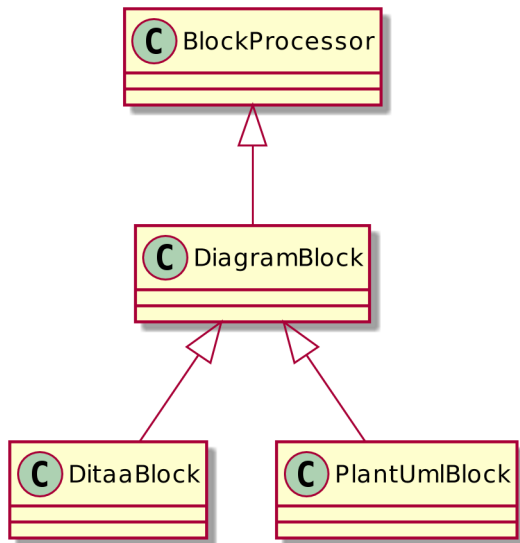 C BlockProcessor
C DiagramBlock
C DitaaBlock
C PlantUmlBlock